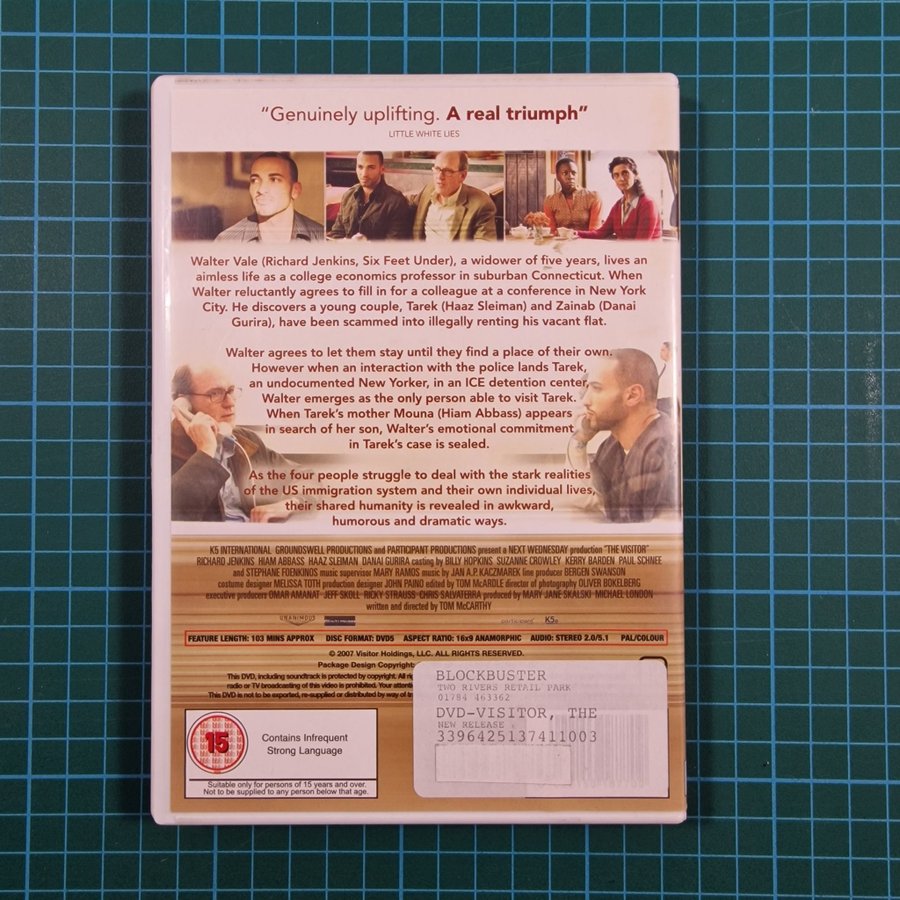 “Genuinely uplifting. A real triumph”
LITTLE WHITE LIES
Walter Vale (Richard Jenkins, Six Feet Under), a widower of five years, lives an
aimless life as a college economics professor in suburban Connecticut. When
Walter reluctantly agrees to fill in for a colleague at a conference in New York
City. He discovers a young couple, Tarek (Haaz Sleiman) and Zainab (Danai
Gurira), have been scammed into illegally renting his vacant flat.
Walter agrees to let them stay until they find a place of their own.
However when an interaction with the police lands Tarek,
an undocumented New Yorker, in an ICE detention center,
Walter emerges as the only person able to visit Tarek.
When Tarek's mother Mouna (Hiam Abbass) appears
in search of her son, Walter's emotional commitment
in Tarek's case is sealed.
As the four people struggle to deal with the stark realities
of the US immigration system and their own individual lives,
their shared humanity is revealed in awkward,
humorous and dramatic ways.
K5 INTERNATIONAL GROUNDSWELL PRODUCTIONS and PARTICIPANT PRODUCTIONS present a NEXT WEDNESDAY production "THE VISITOR"
RICHARD JENKINS HIAM ABBASS HAAZ SLEIMAN DANAI GURIRA casting by BILLY HOPKINS SUZANNE CROWLEY KERRY BARDEN PAUL SCHNEE
and STEPHANE FOENKINOS music supervisor MARY RAMOS music by JAN A.P. KACZMAREK line producer BERGEN SWANSON
costume designer MELISSA TOTH production designer JOHN PAINO edited by TOM McARDLE director of photography OLIVER BOKELBERG
executive producers OMAR AMANAT JEFF SKOLL RICKY STRAUSS CHRIS SALVATERRA produced by MARY JANE SKALSKI MICHAEL LONDON
written and directed by TOM McCARTHY
UNANIMOUS K5
FEATURE LENGTH: 103 MINS APPROX DISC FORMAT: DVD5 ASPECT RATIO: 16x9 ANAMORPHIC AUDIO: STEREO 2.0/5.1 PAL/COLOUR
© 2007 Visitor Holdings, LLC. ALL RIGHTS RESERVED.
Package Design Copyright
This DVD, including soundtrack is protected by copyright. All
radio or TV broadcasting of this video is prohibited. Your
This DVD is not to be exported, re-supplied or distributed by way of
15
Contains Infrequent
Strong Language
Suitable only for persons of 15 years and over.
Not to be supplied to any person below that age.
BLOCKBUSTER
TWO RIVERS RETAIL PARK
01784 463362
DVD-VISITOR, THE
NEW RELEASE
3396425137411003